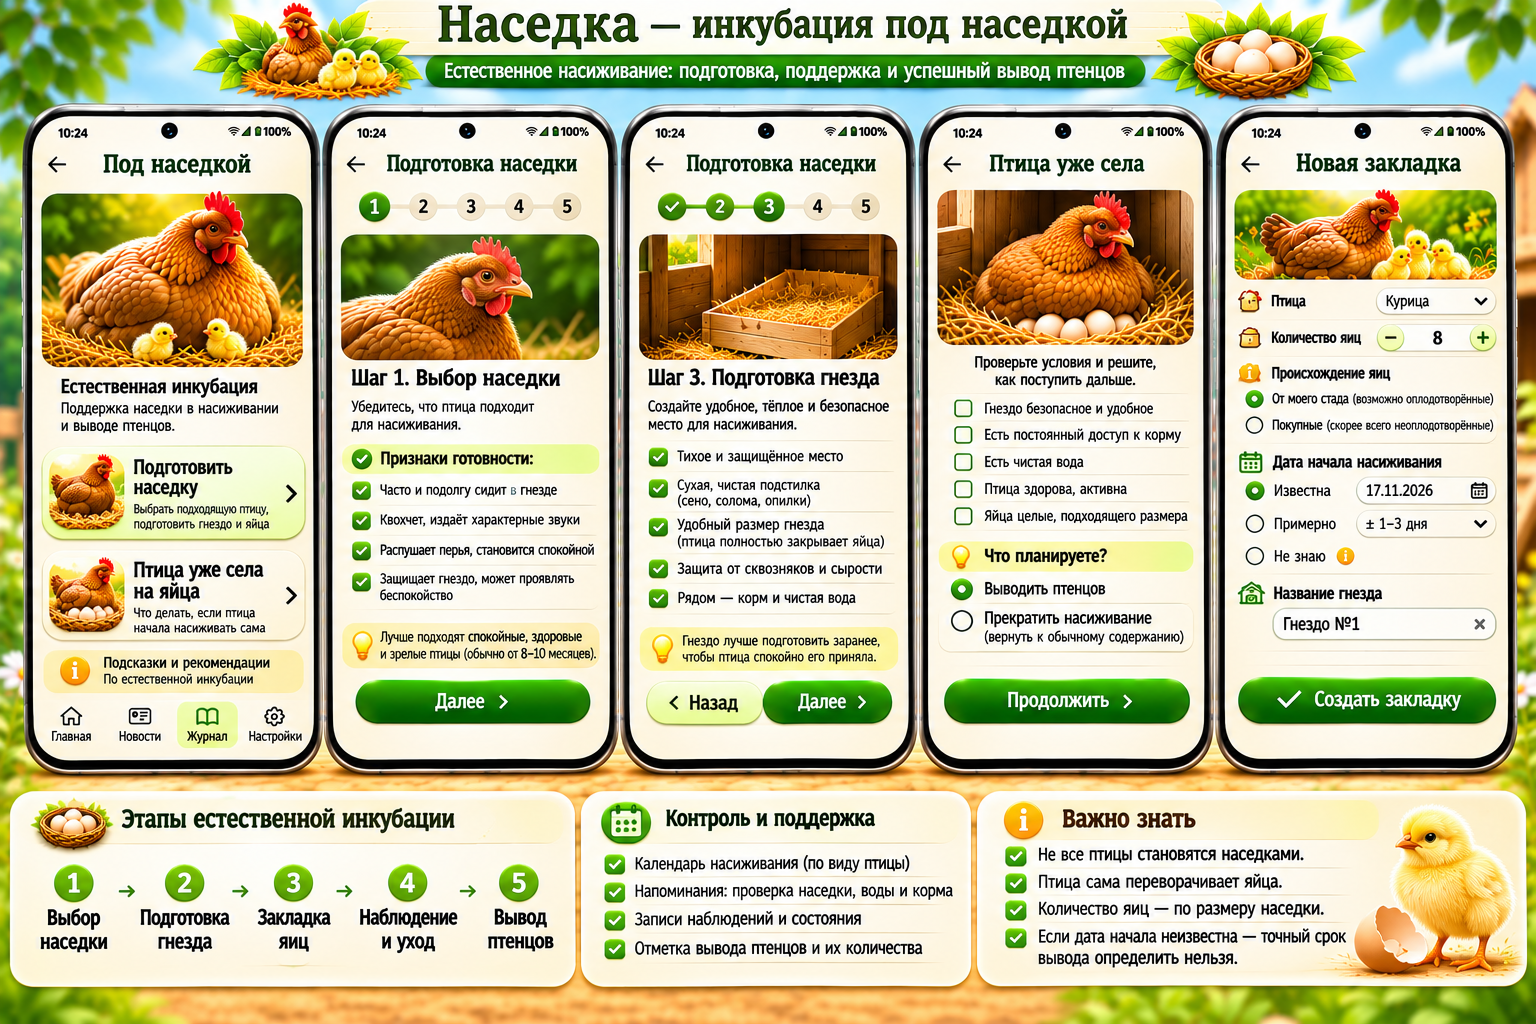 Наседка — инкубация под наседкой
Естественное насиживание: подготовка, поддержка и успешный вывод птенцов
10:24
100%
Под наседкой
Естественная инкубация
Поддержка наседки в насиживании
и выводе птенцов.
Подготовить
наседку
Выбрать подходящую птицу,
подготовить гнездо и яйца
Птица уже села
на яйца
Что делать, если птица
начала насиживать сама
Подсказки и рекомендации
По естественной инкубации
Главная
Новости
Журнал
Настройки
10:24
100%
Подготовка наседки
1 2 3 4 5
Шаг 1. Выбор наседки
Убедитесь, что птица подходит
для насиживания.
Признаки готовности:
Часто и подолгу сидит в гнезде
Квохчет, издаёт характерные звуки
Распушает перья, становится спокойной
Защищает гнездо, может проявлять
беспокойство
Лучше подходят спокойные, здоровые
и зрелые птицы (обычно от 8–10 месяцев).
Далее
10:24
100%
Подготовка наседки
2 3 4 5
Шаг 3. Подготовка гнезда
Создайте удобное, тёплое и безопасное
место для насиживания.
Тихое и защищённое место
Сухая, чистая подстилка
(сено, солома, опилки)
Удобный размер гнезда
(птица полностью закрывает яйца)
Защита от сквозняков и сырости
Рядом — корм и чистая вода
Гнездо лучше подготовить заранее,
чтобы птица спокойно его приняла.
Назад
Далее
10:24
100%
Птица уже села
Проверьте условия и решите,
как поступить дальше.
Гнездо безопасное и удобное
Есть постоянный доступ к корму
Есть чистая вода
Птица здорова, активна
Яйца целые, подходящего размера
Что планируете?
Выводить птенцов
Прекратить насиживание
(вернуть к обычному содержанию)
Продолжить
10:24
100%
Новая закладка
Птица
Курица
Количество яиц
− 8 +
Происхождение яиц
От моего стада (возможно оплодотворённые)
Покупные (скорее всего неоплодотворённые)
Дата начала насиживания
Известна
17.11.2026
Примерно
± 1–3 дня
Не знаю
Название гнезда
Гнездо №1
Создать закладку
Этапы естественной инкубации
1
Выбор
наседки
2
Подготовка
гнезда
3
Закладка
яиц
4
Наблюдение
и уход
5
Вывод
птенцов
Контроль и поддержка
Календарь насиживания (по виду птицы)
Напоминания: проверка наседки, воды и корма
Записи наблюдений и состояния
Отметка вывода птенцов и их количества
Важно знать
Не все птицы становятся наседками.
Птица сама переворачивает яйца.
Количество яиц — по размеру наседки.
Если дата начала неизвестна — точный срок
вывода определить нельзя.